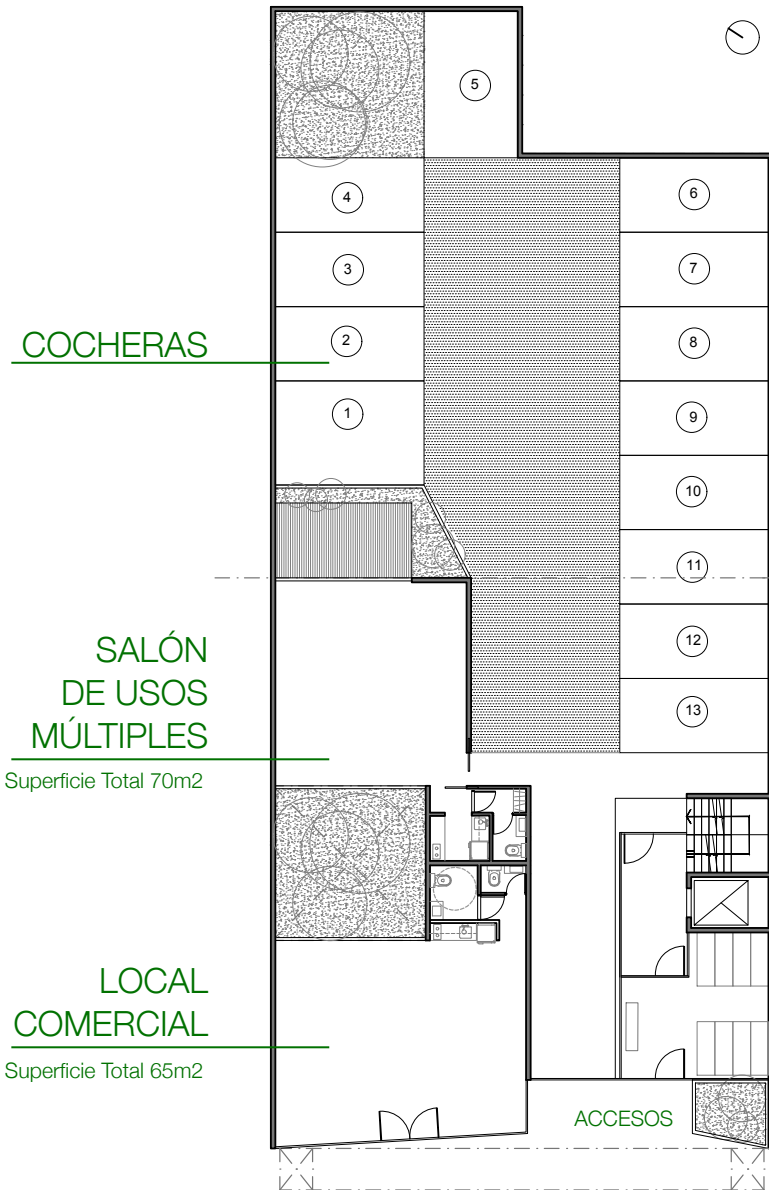 5
4
6
3
7
COCHERAS
2
8
1
9
10
11
SALÓN
DE USOS
MÚLTIPLES
Superficie Total 70m2
12
13
LOCAL
COMERCIAL
Superficie Total 65m2
ACCESOS